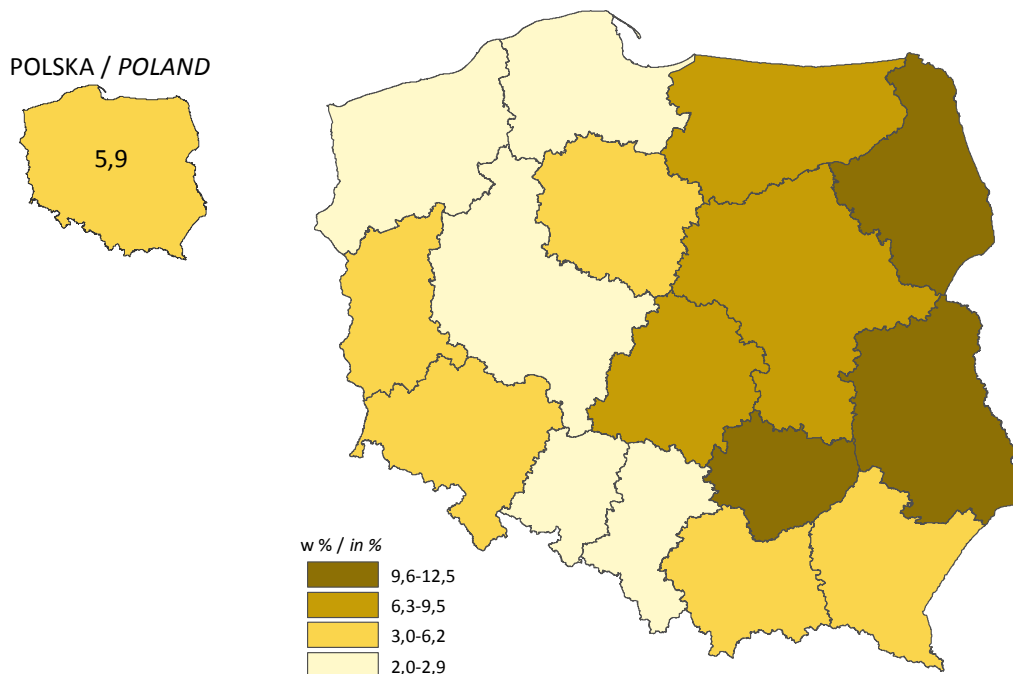 POLSKA / POLAND
5,9
w % / in %
9,6-12,5
6,3-9,5
3,0-6,2
2,0-2,9